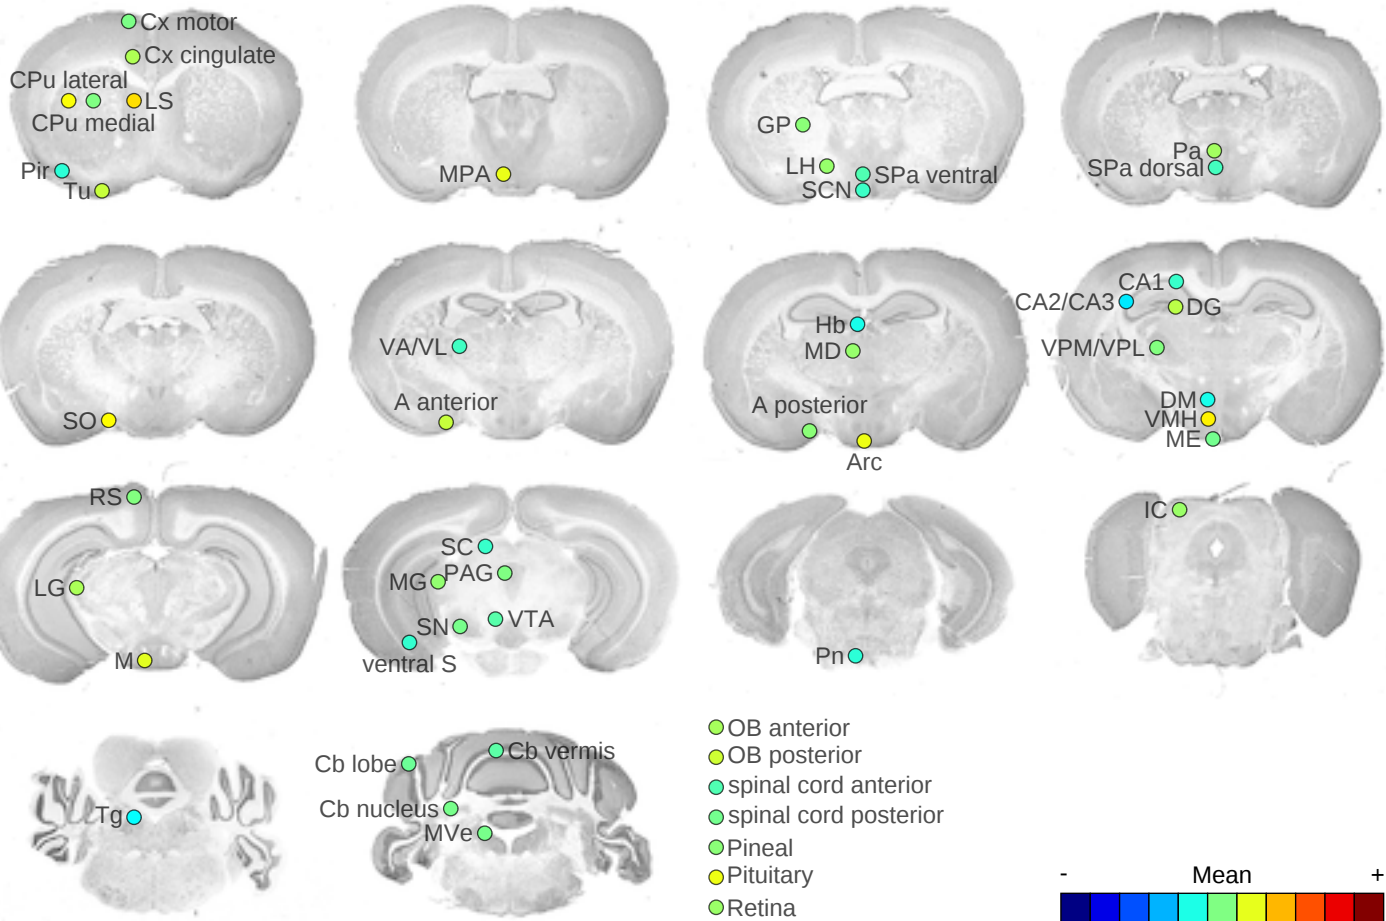 Cx motor
Cx cingulate
CPu lateral
LS
CPu medial
Pir
Tu
MPA
GP
LH
SPa ventral
SCN
Pa
SPa dorsal
SO
VA/VL
A anterior
Hb
MD
A posterior
Arc
CA1
CA2/CA3
DG
VPM/VPL
DM
VMH
ME
RS
LG
M
SC
MG
PAG
SN
VTA
ventral S
Pn
IC
Tg
Cb lobe
Cb vermis
Cb nucleus
MVe
OB anterior
OB posterior
spinal cord anterior
spinal cord posterior
Pineal
Pituitary
Retina
- Mean +